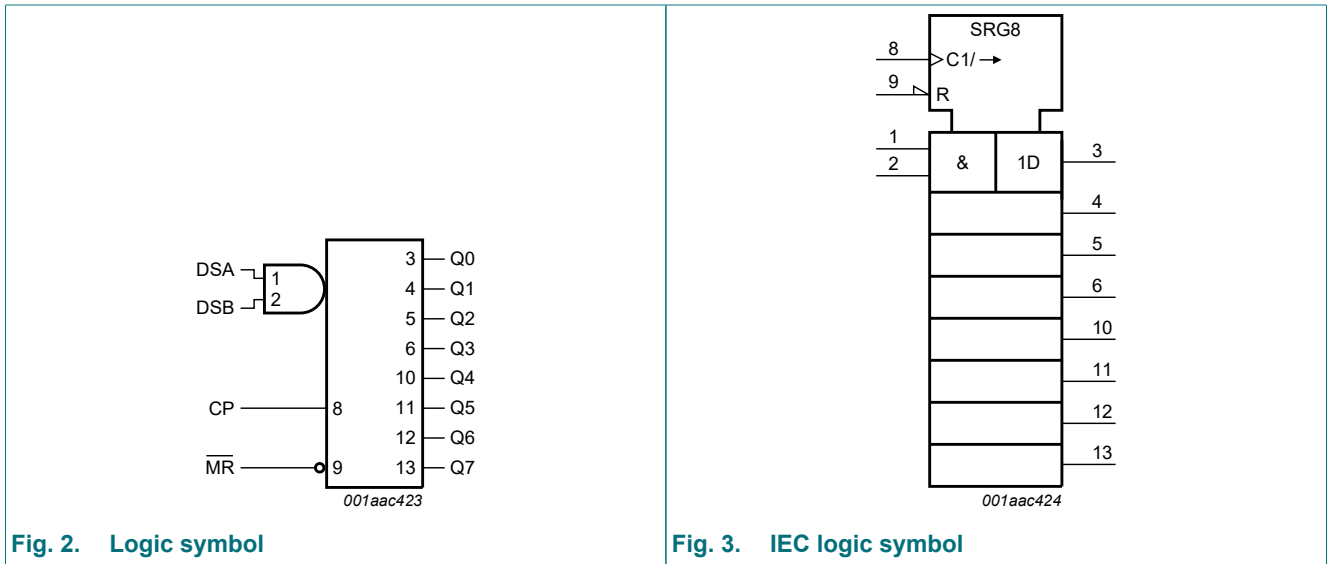 DSA
DSB
1
2
CP
8
MR
9
3 Q0
4 Q1
5 Q2
6 Q3
10 Q4
11 Q5
12 Q6
13 Q7
001aac423
Fig. 2. Logic symbol
SRG8
8 C1/→
9 R
1
2
& 1D
3
4
5
6
10
11
12
13
001aac424
Fig. 3. IEC logic symbol